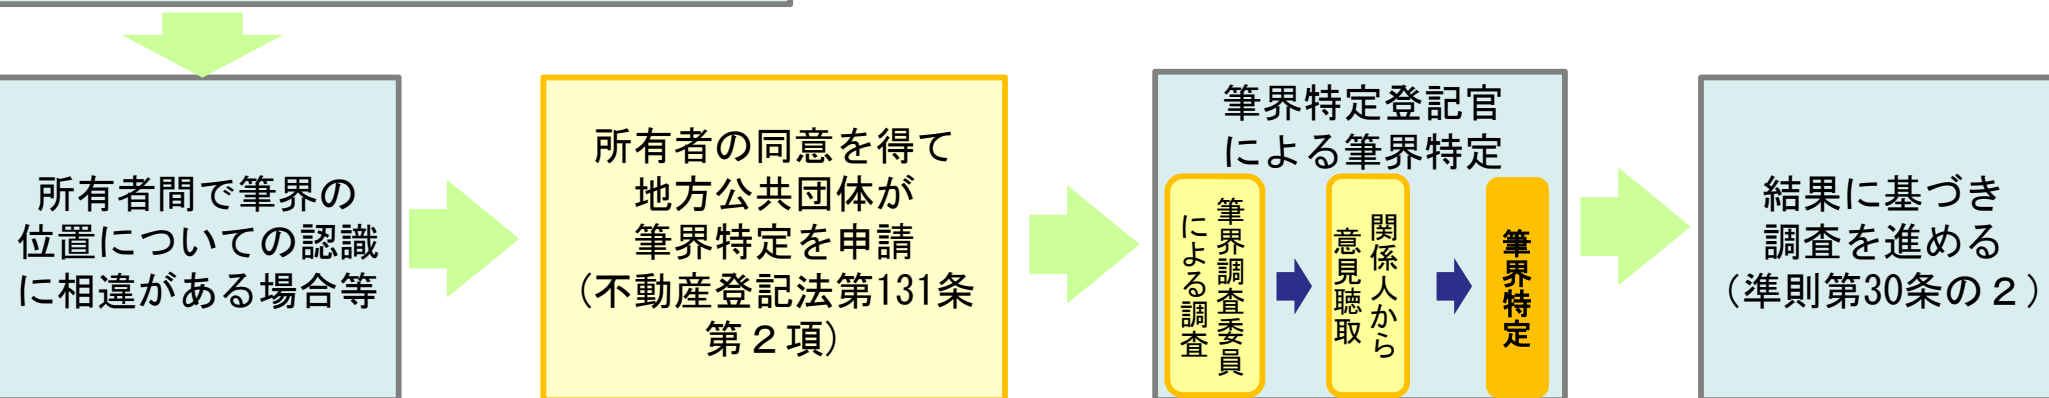 所有者間で筆界の
位置についての認識
に相違がある場合等
所有者の同意を得て
地方公共団体が
筆界特定を申請
(不動産登記法第131条
第２項)
筆界特定登記官
による筆界特定
筆界調査委員
による調査
関係人から
意見聴取
筆界特定
結果に基づき
調査を進める
(準則第30条の２)